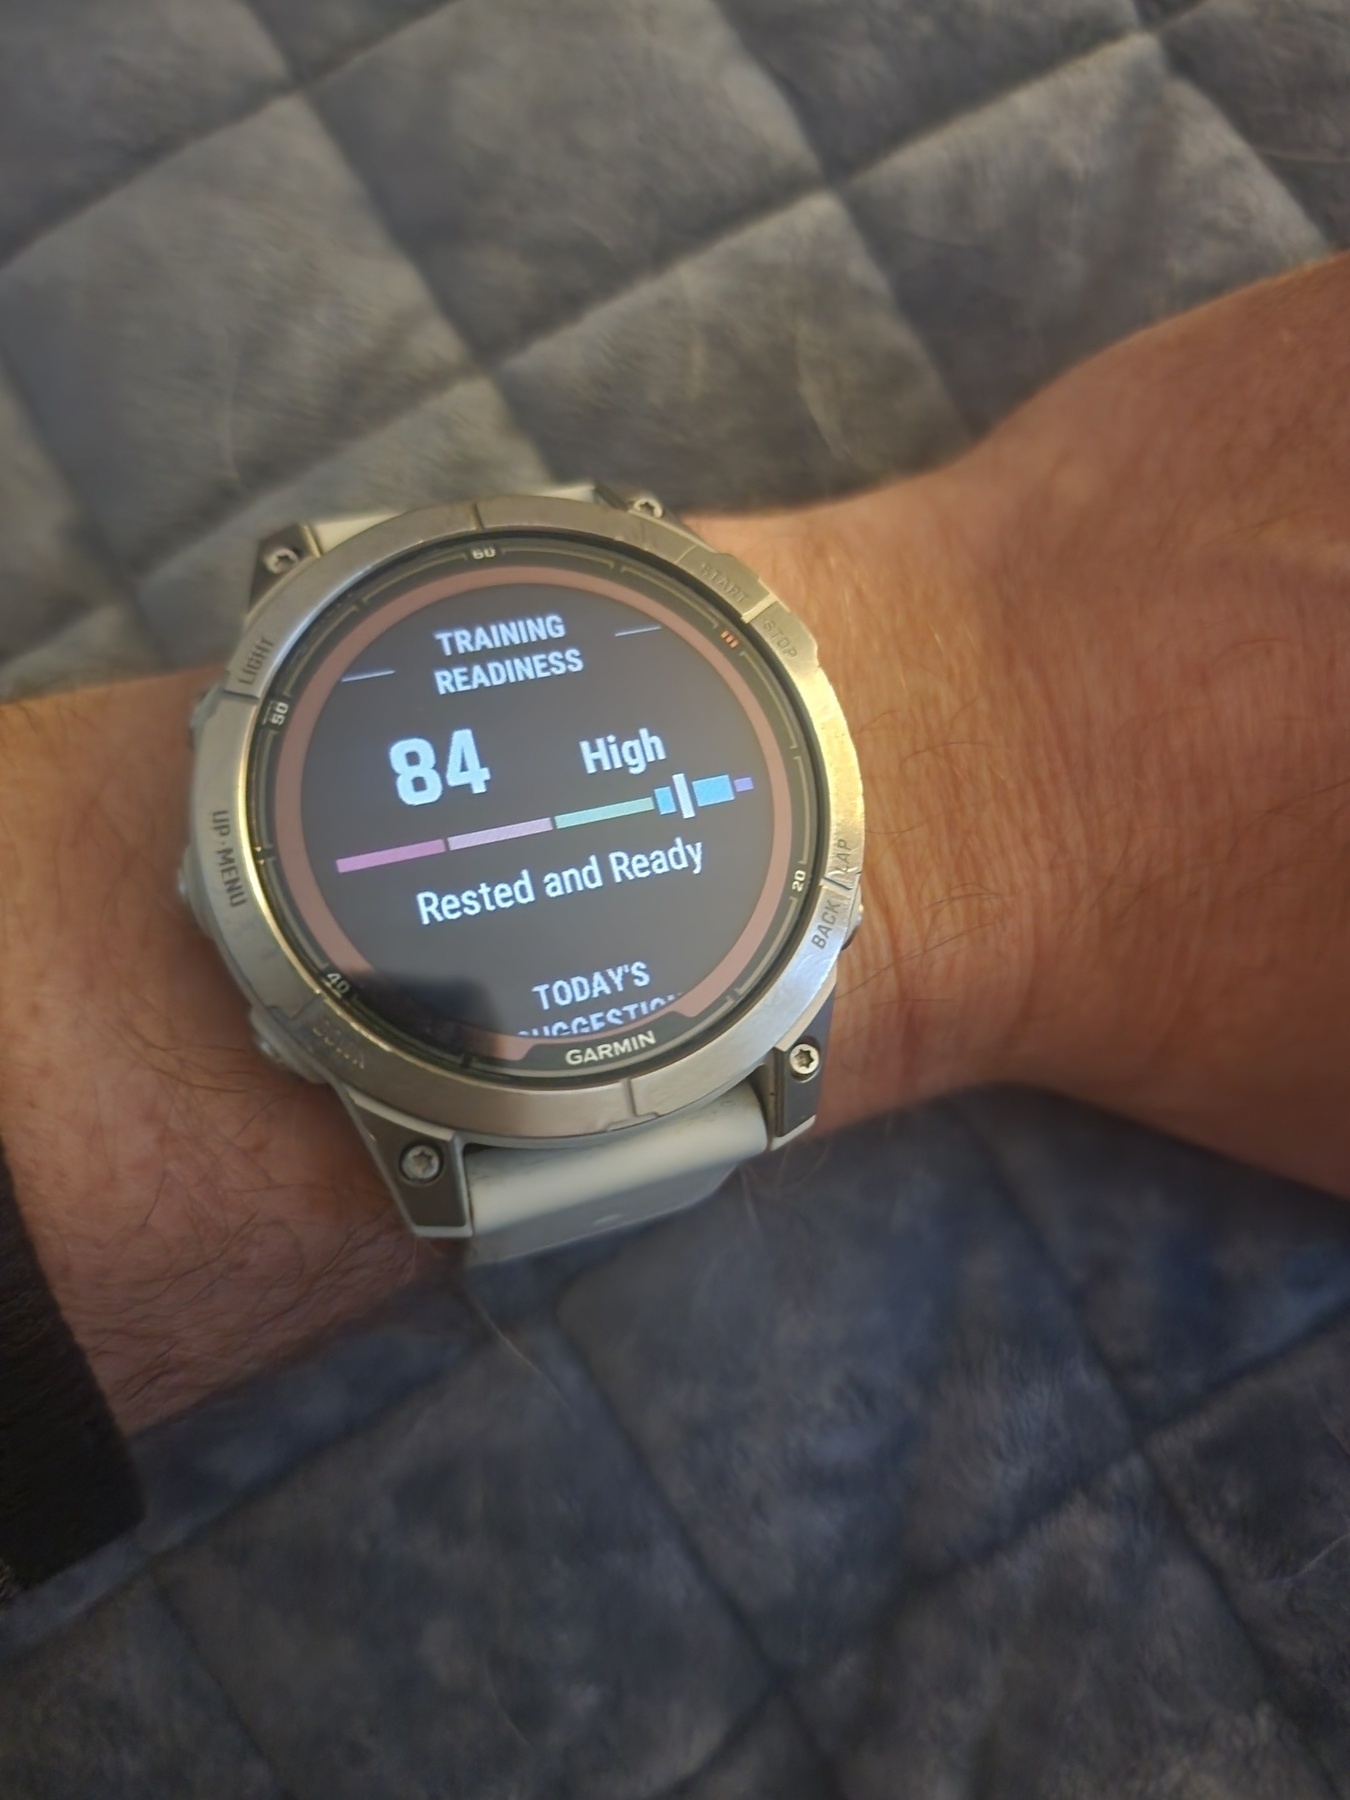 60
START
STOP
LIGHT
50
TRAINING
READINESS
84
High
Rested and Ready
UP·MENU
20
LAP
BACK
40
TODAY'S
GARMIN